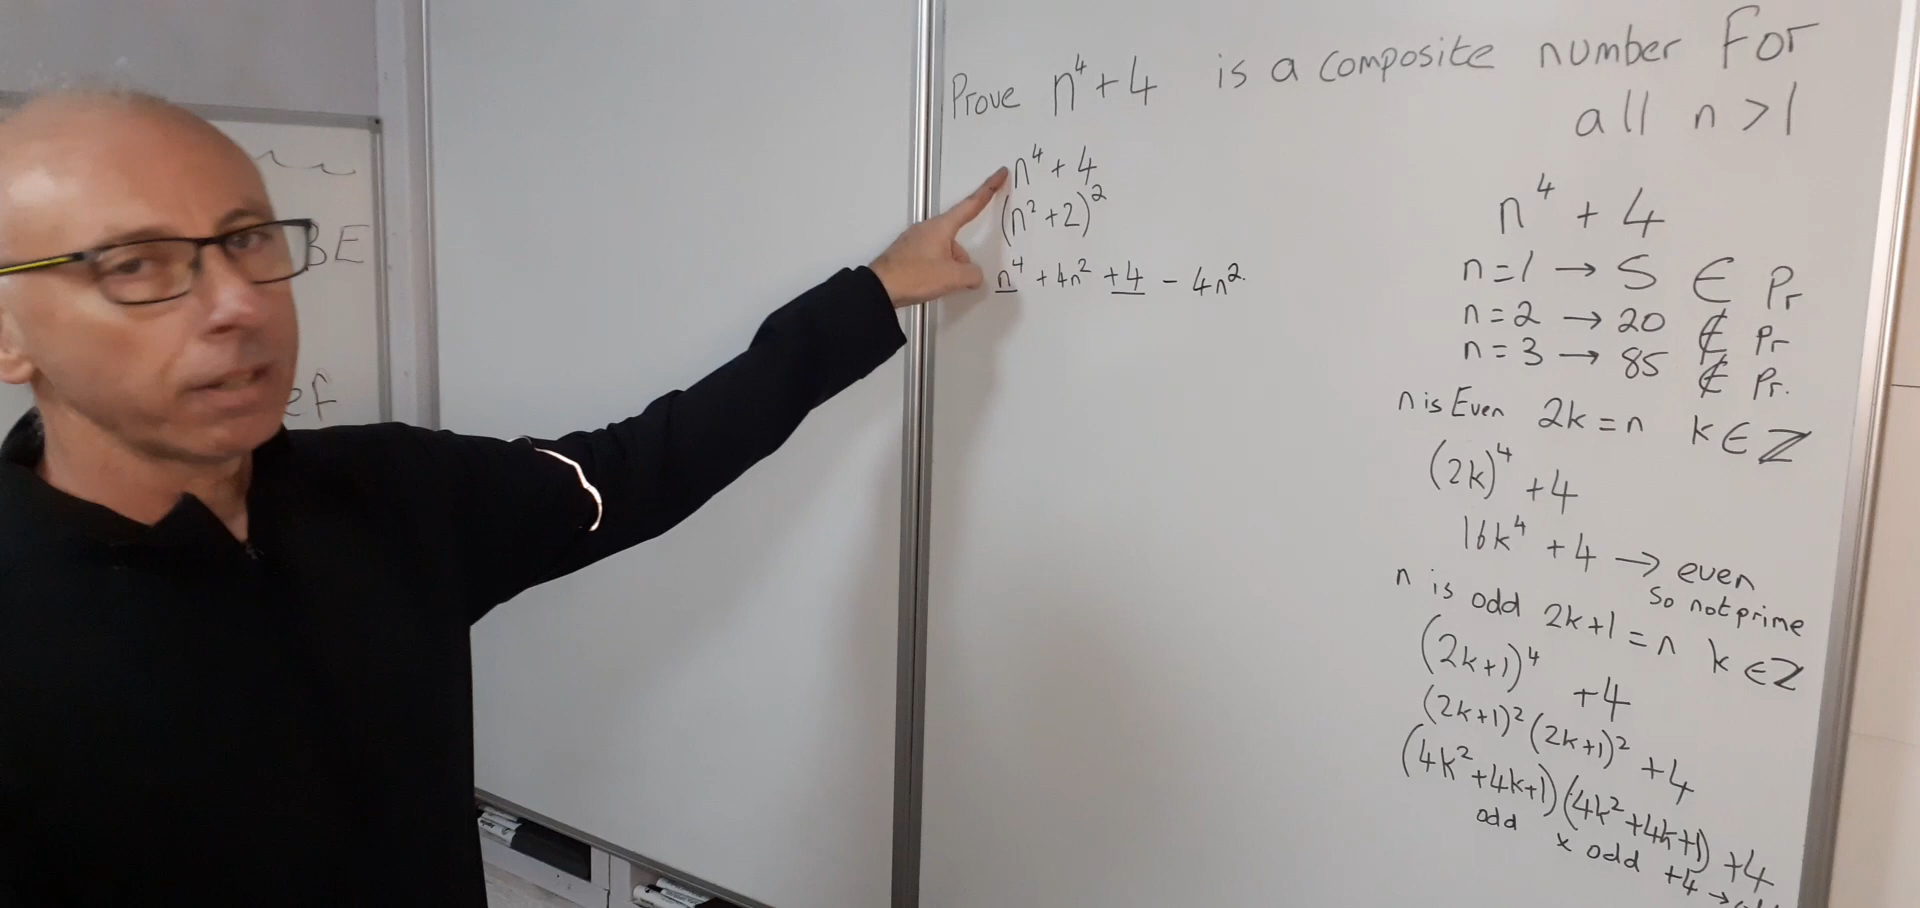 BE
ef
Prove n⁴ + 4 is a composite number For
all n > 1
n⁴ + 4
(n² + 2)²
n⁴ + 4n² + 4 - 4n²
n⁴ + 4
n = 1 → 5 ∈ Pr
n = 2 → 20 ∉ Pr
n = 3 → 85 ∉ Pr.
n is Even 2k = n k ∈ ℤ
(2k)⁴ + 4
16k⁴ + 4 → even
So not prime
n is odd 2k+1 = n k ∈ ℤ
(2k+1)⁴ + 4
(2k+1)² (2k+1)² + 4
(4k² + 4k + 1) (4k² + 4k + 1) + 4
odd × odd + 4 →